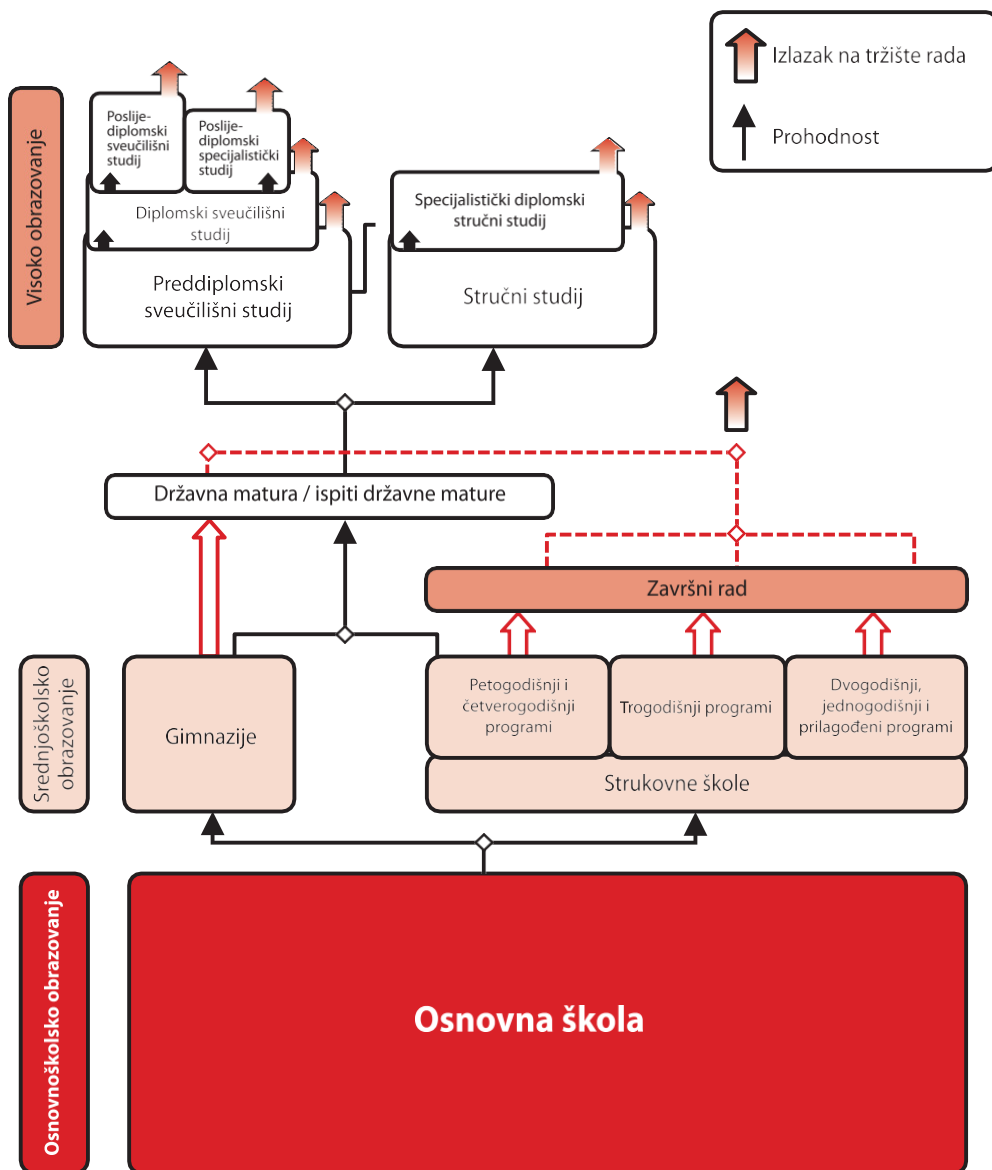 Izlazak na tržište rada
Prohodnost
Visoko obrazovanje
Poslije-
diplomski
sveučilišni
studij
Poslije-
diplomski
specijalistički
studij
Diplomski sveučilišni
studij
Preddiplomski
sveučilišni studij
Specijalistički diplomski
stručni studij
Stručni studij
Državna matura / ispiti državne mature
Završni rad
Srednjoškolsko
obrazovanje
Gimnazije
Petogodišnji i
četverogodišnji
programi
Trogodišnji programi
Dvogodišnji,
jednogodišnji i
prilagođeni programi
Strukovne škole
Osnovnoškolsko obrazovanje
Osnovna škola